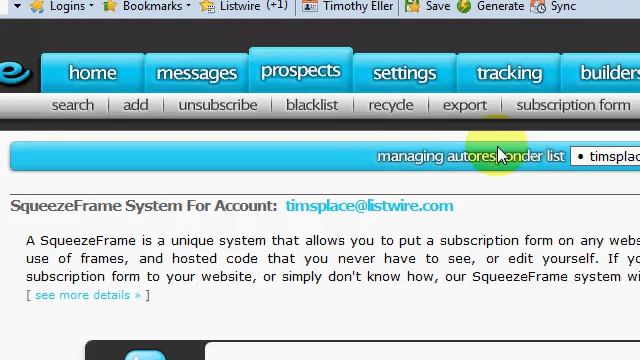 Logins Bookmarks Listwire (+1) Timothy Eller Save Generate Sync
e home messages prospects settings tracking builders
search add unsubscribe blacklist recycle export subscription form
managing autoresponder list • timsplac
SqueezeFrame System For Account: timsplace@listwire.com
A SqueezeFrame is a unique system that allows you to put a subscription form on any webs
use of frames, and hosted code that you never have to see, or edit yourself. If yo
subscription form to your website, or simply don't know how, our SqueezeFrame system wi
[ see more details » ]